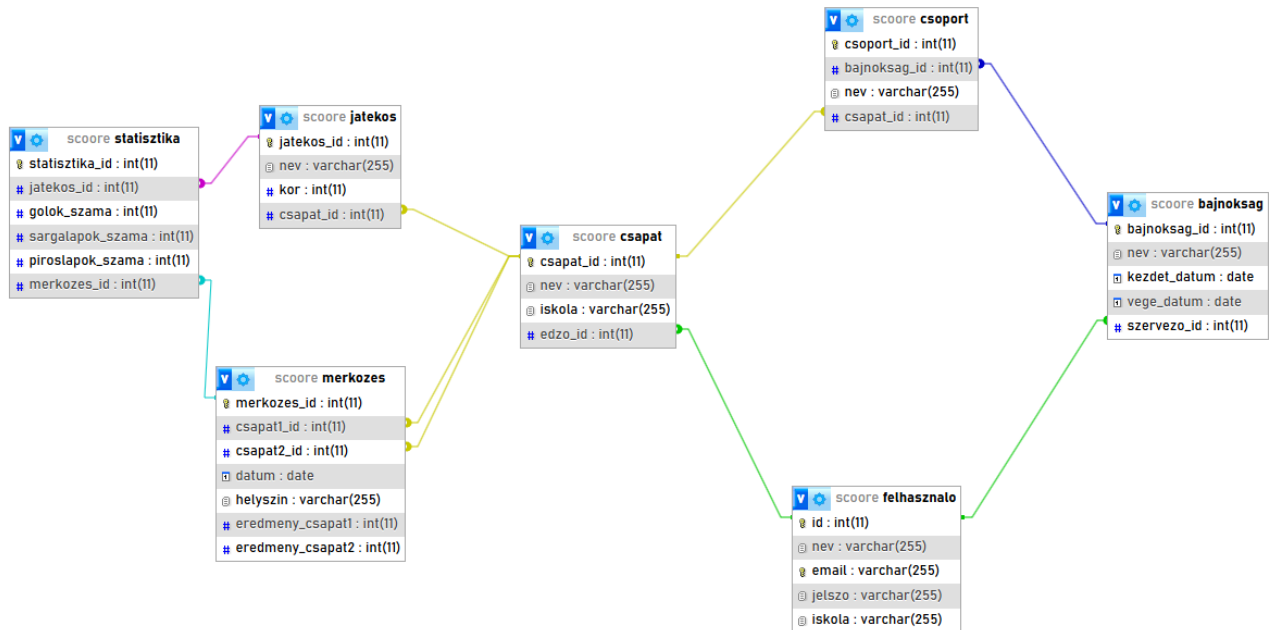 scoore statisztika
statisztika_id : int(11)
jatekos_id : int(11)
golok_szama : int(11)
sargalapok_szama : int(11)
piroslapok_szama : int(11)
merkozes_id : int(11)
scoore jatekos
jatekos_id : int(11)
nev : varchar(255)
kor : int(11)
csapat_id : int(11)
scoore merkozes
merkozes_id : int(11)
csapat1_id : int(11)
csapat2_id : int(11)
datum : date
helyszin : varchar(255)
eredmeny_csapat1 : int(11)
eredmeny_csapat2 : int(11)
scoore csapat
csapat_id : int(11)
nev : varchar(255)
iskola : varchar(255)
edzo_id : int(11)
scoore csoport
csoport_id : int(11)
bajnoksag_id : int(11)
nev : varchar(255)
csapat_id : int(11)
scoore bajnoksag
bajnoksag_id : int(11)
nev : varchar(255)
kezdet_datum : date
vege_datum : date
szervezo_id : int(11)
scoore felhasznalo
id : int(11)
nev : varchar(255)
email : varchar(255)
jelszo : varchar(255)
iskola : varchar(255)